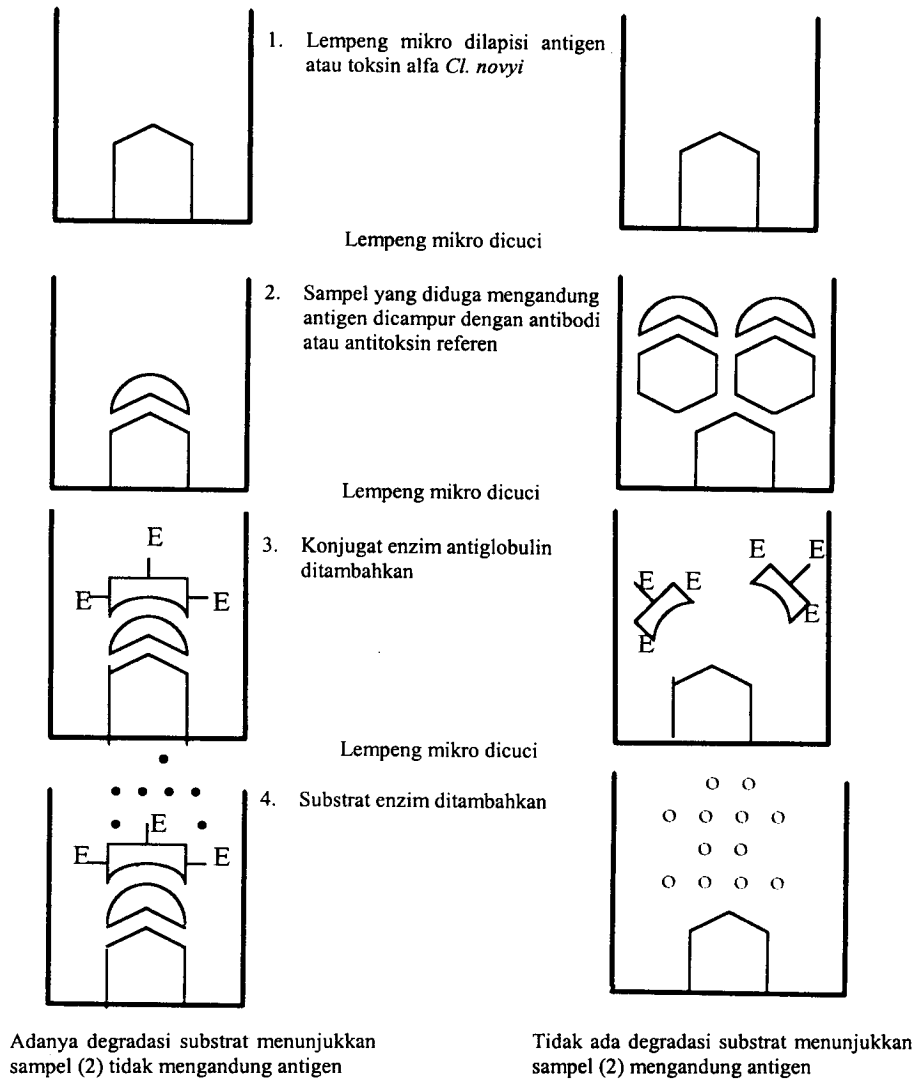 1. Lempeng mikro dilapisi antigen
atau toksin alfa Cl. novyi
Lempeng mikro dicuci
2. Sampel yang diduga mengandung
antigen dicampur dengan antibodi
atau antitoksin referen
Lempeng mikro dicuci
E
E E
3. Konjugat enzim antiglobulin
ditambahkan
E E
E E
E
E
Lempeng mikro dicuci
4. Substrat enzim ditambahkan
E
E E
Adanya degradasi substrat menunjukkan
sampel (2) tidak mengandung antigen
Tidak ada degradasi substrat menunjukkan
sampel (2) mengandung antigen